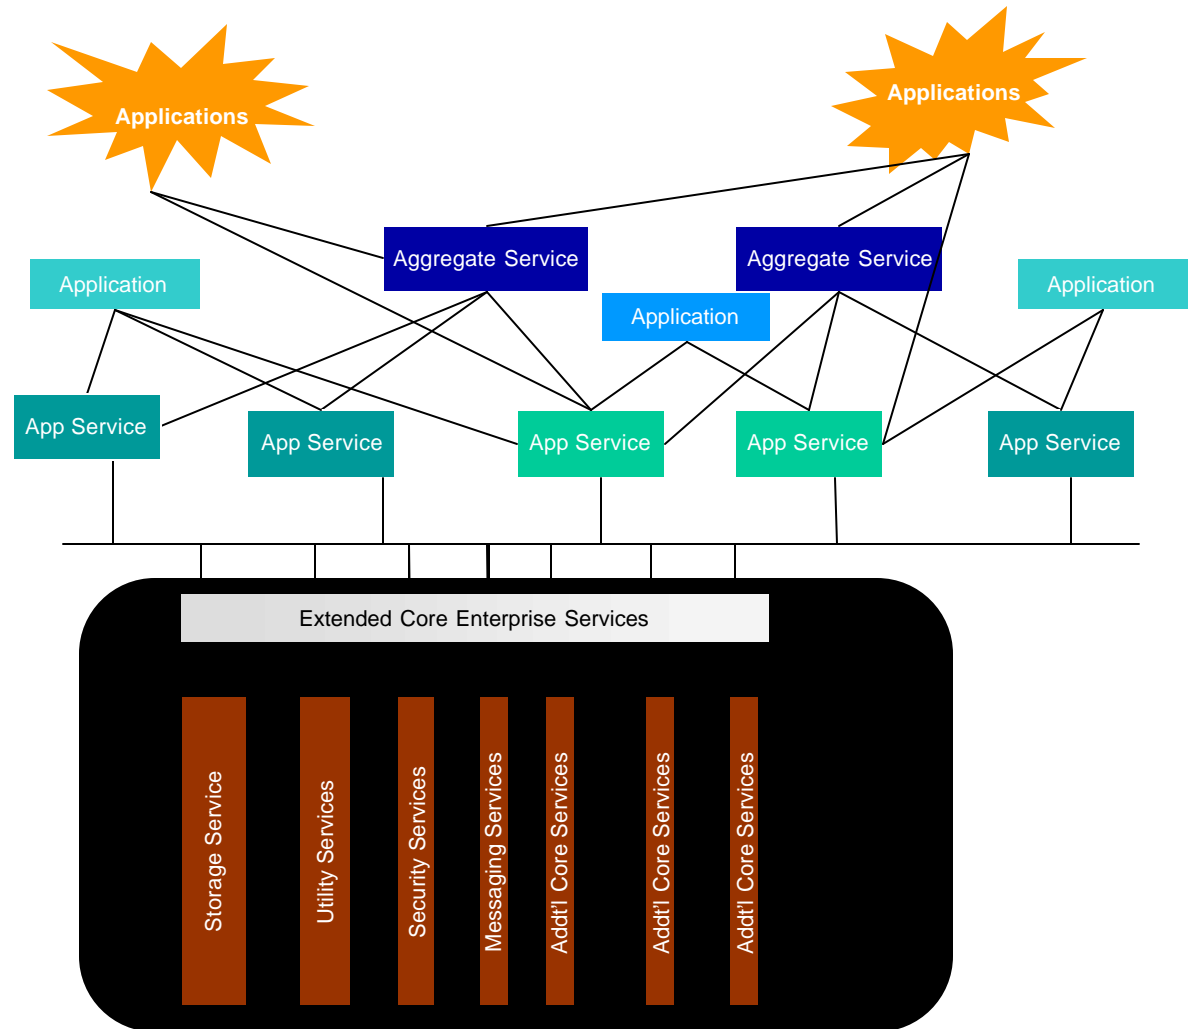 Applications
Applications
Aggregate Service
Aggregate Service
Application
Application
Application
App Service
App Service
App Service
App Service
App Service
Extended Core Enterprise Services
Storage Service
Utility Services
Security Services
Messaging Services
Addt'l Core Services
Addt'l Core Services
Addt'l Core Services